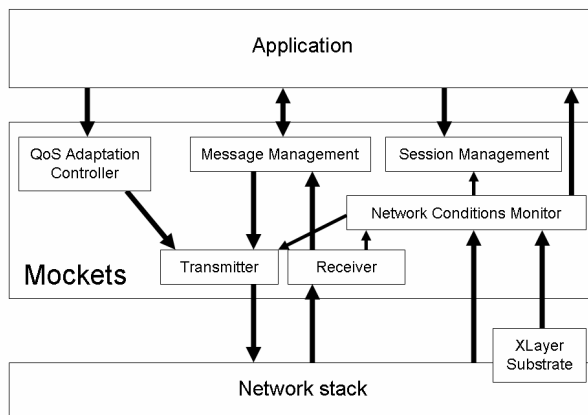 Application
QoS Adaptation
Controller
Message Management
Session Management
Network Conditions Monitor
Transmitter
Receiver
Mockets
XLayer
Substrate
Network stack